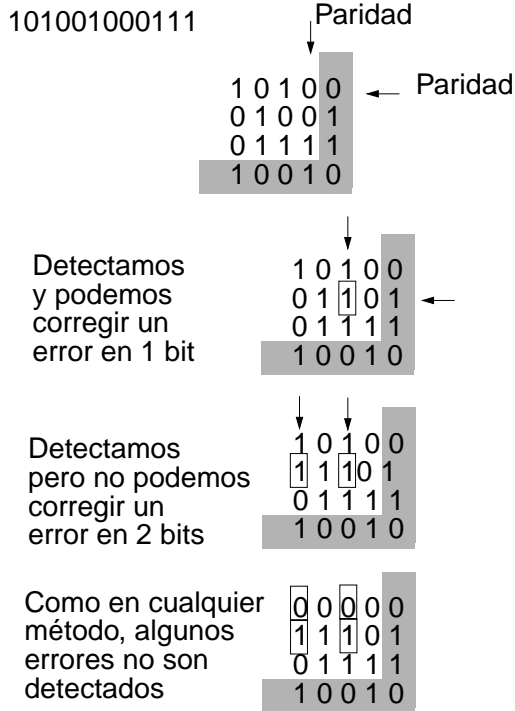 101001000111
Paridad
1 0 1 0 0
Paridad
0 1 0 0 1
0 1 1 1 1
1 0 0 1 0
Detectamos
y podemos
corregir un
error en 1 bit
1 0 1 0 0
0 1 1 0 1
0 1 1 1 1
1 0 0 1 0
Detectamos
pero no podemos
corregir un
error en 2 bits
1 0 1 0 0
1 1 1 0 1
0 1 1 1 1
1 0 0 1 0
Como en cualquier
método, algunos
errores no son
detectados
0 0 0 0 0
1 1 1 0 1
0 1 1 1 1
1 0 0 1 0